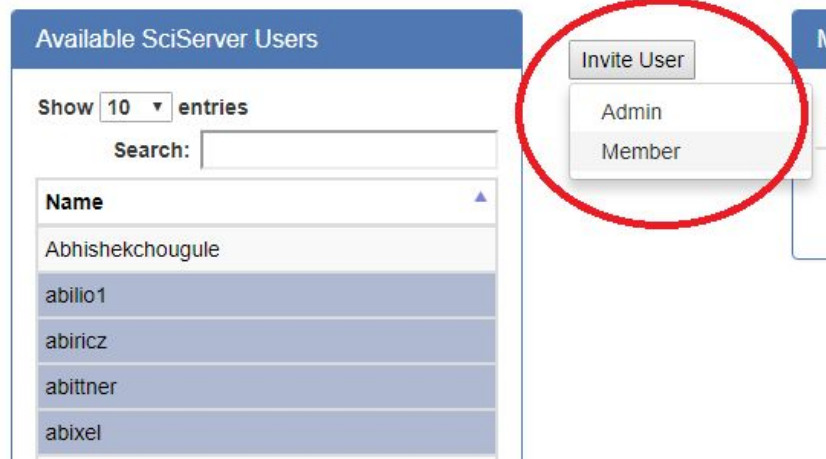 Available SciServer Users
Show 10 entries
Search:
Name
Abhishekchougule
abilio1
abiricz
abittner
abixel
Invite User
Admin
Member